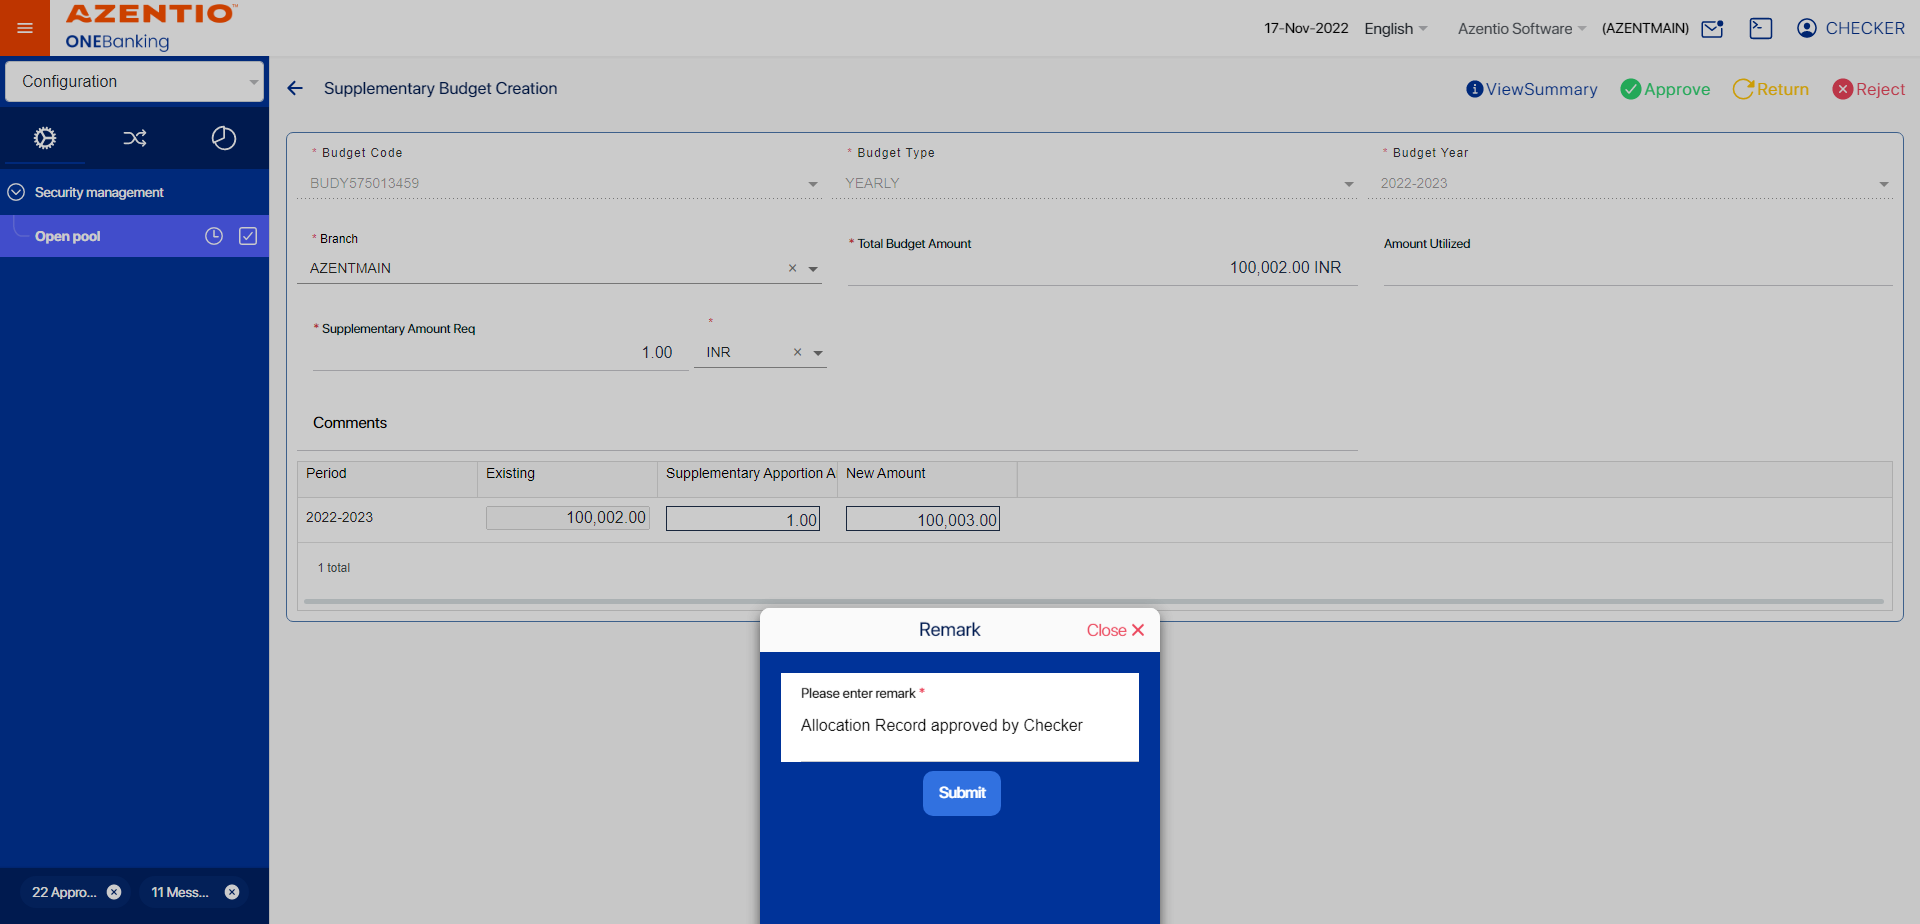 AZENTIO™
ONEBanking
17-Nov-2022 English Azentio Software (AZENTMAIN) CHECKER
Configuration
Supplementary Budget Creation
ViewSummary Approve Return Reject
Security management
Open pool
* Budget Code * Budget Type * Budget Year
BUDY575013459 YEARLY 2022-2023
* Branch * Total Budget Amount Amount Utilized
AZENTMAIN × 100,002.00 INR
* Supplementary Amount Req *
1.00 INR ×
Comments
Period Existing Supplementary Apportion A New Amount
2022-2023 100,002.00 1.00 100,003.00
1 total
Remark Close ×
Please enter remark *
Allocation Record approved by Checker
Submit
22 Appro... 11 Mess...